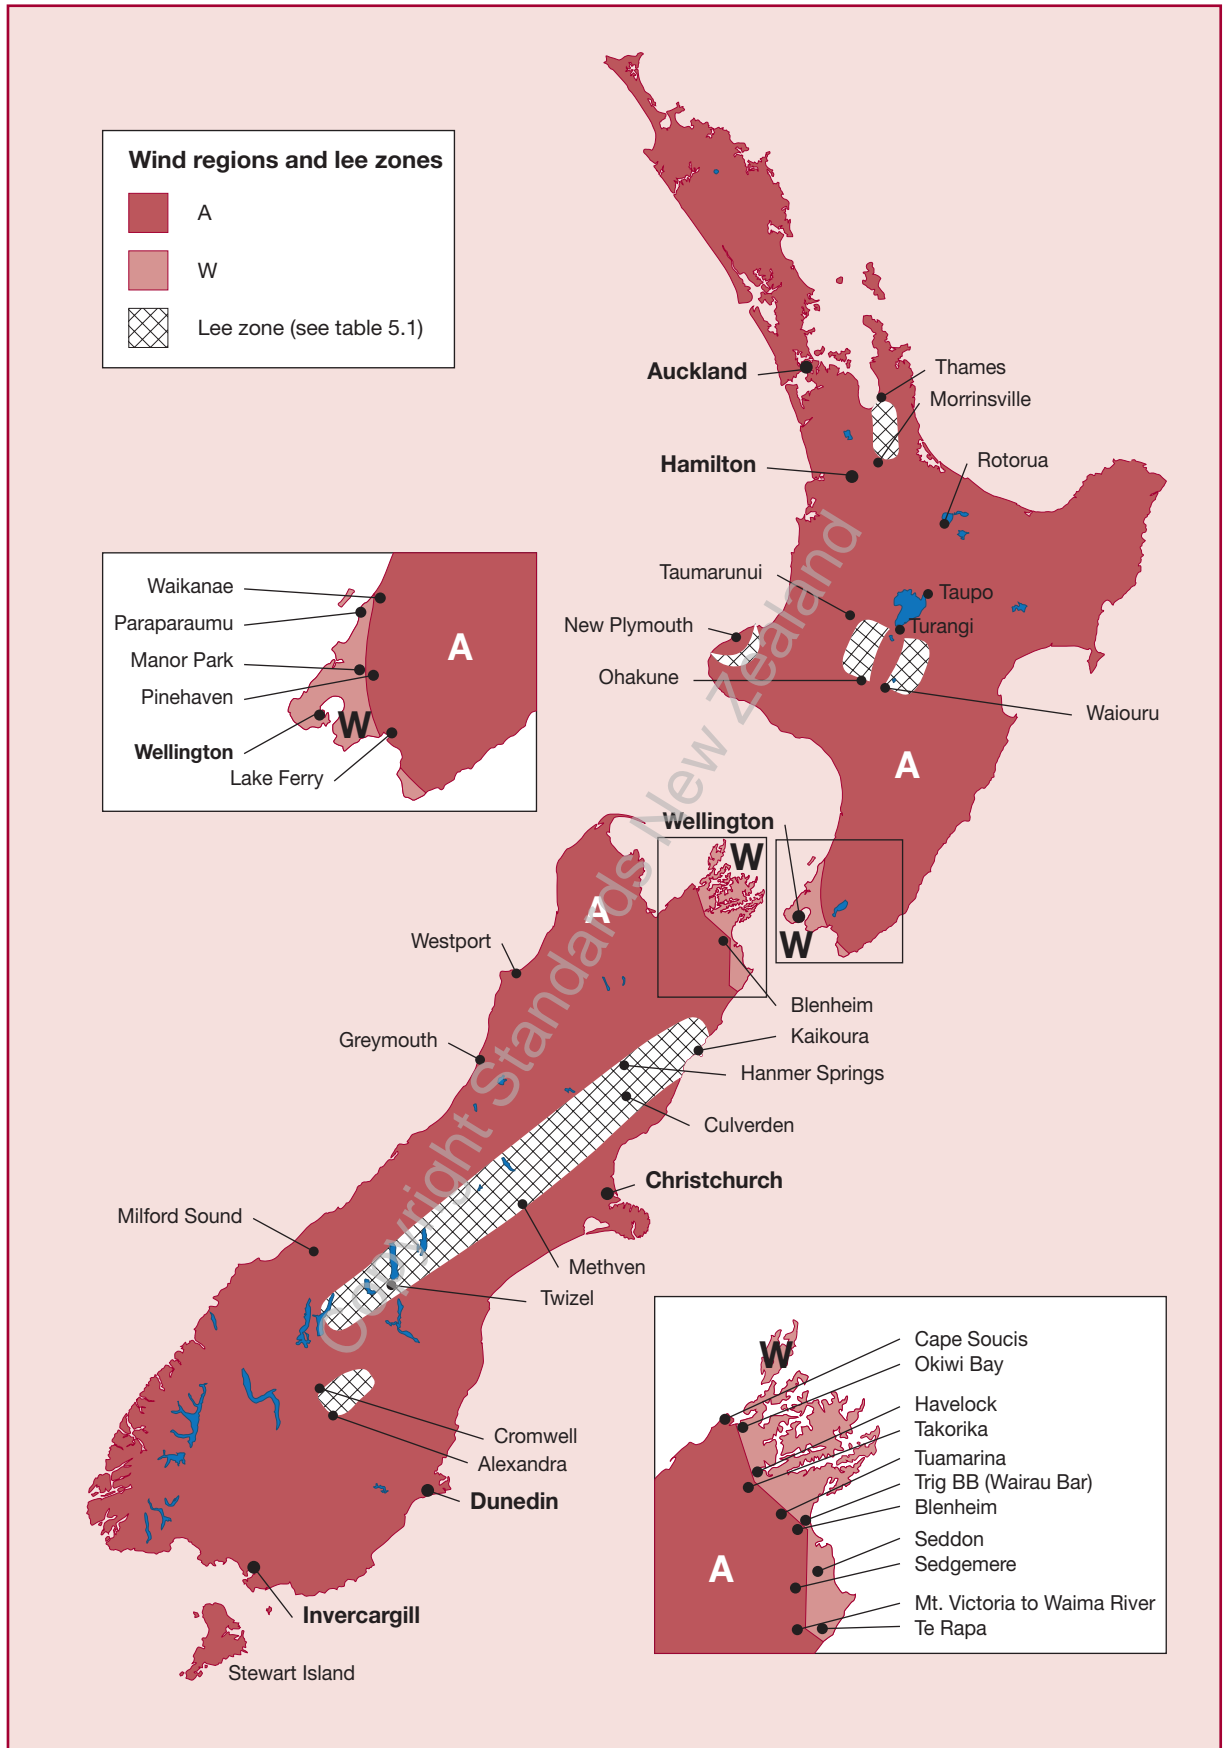 Wind regions and lee zones
A
W
Lee zone (see table 5.1)
Auckland
Thames
Morrinsville
Hamilton
Rotorua
Taumarunui
Taupo
New Plymouth
Turangi
Ohakune
Waiouru
A
Waikanae
Paraparaumu
A
Manor Park
Pinehaven
W
Wellington
Lake Ferry
Wellington
W
A
W
Westport
Blenheim
Greymouth
Kaikoura
Hanmer Springs
Culverden
Christchurch
Milford Sound
Methven
Twizel
Cromwell
Alexandra
Dunedin
Invercargill
Stewart Island
Cape Soucis
W
Okiwi Bay
Havelock
Takorika
Tuamarina
Trig BB (Wairau Bar)
Blenheim
Seddon
A
Sedgemere
Mt. Victoria to Waima River
Te Rapa
Copyright Standards New Zealand